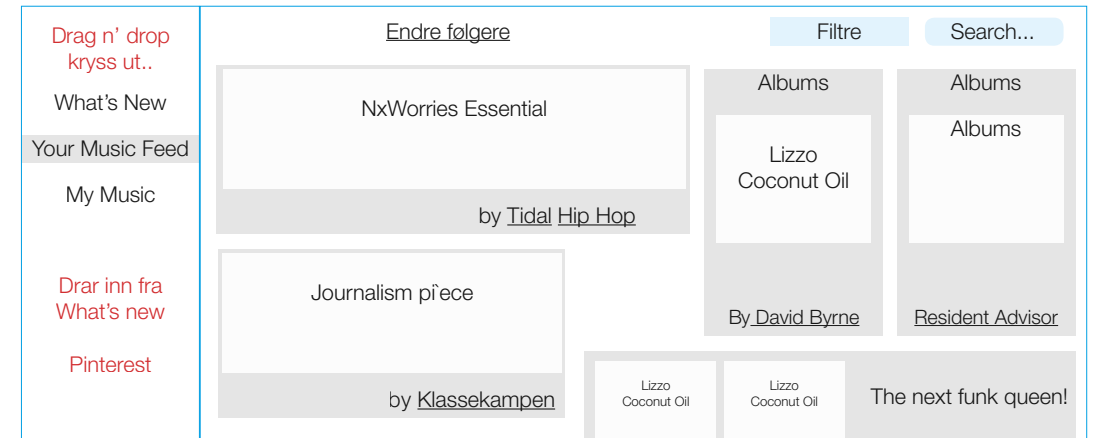 Drag n’ drop
kryss ut..
What’s New
Your Music Feed
My Music
Drar inn fra
What’s new
Pinterest
Endre følgere
Filtre
Search...
NxWorries Essential
by Tidal Hip Hop
Albums
Lizzo
Coconut Oil
By David Byrne
Albums
Albums
Resident Advisor
Journalism pi`ece
by Klassekampen
Lizzo
Coconut Oil
Lizzo
Coconut Oil
The next funk queen!